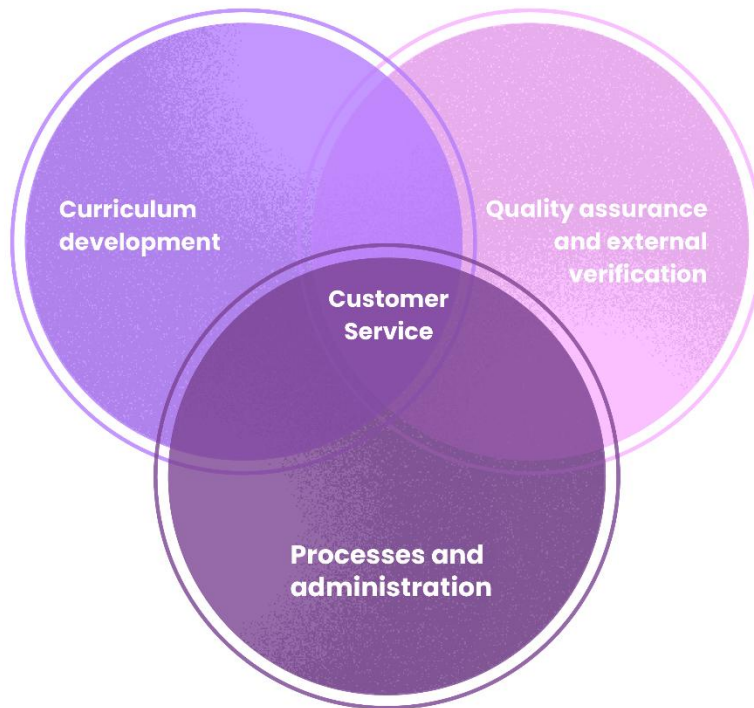 Curriculum
development
Quality assurance
and external
verification
Customer
Service
Processes and
administration